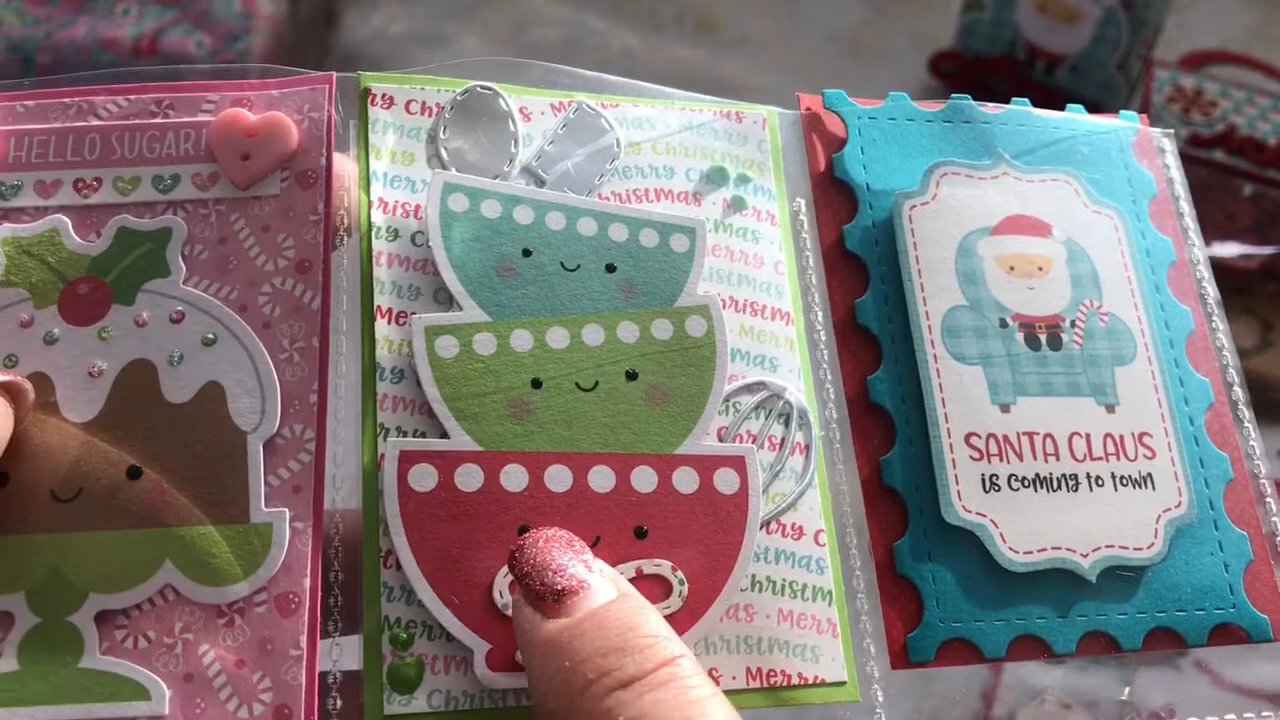 HELLO SUGAR!
Merry Christmas
SANTA CLAUS
is coming to town